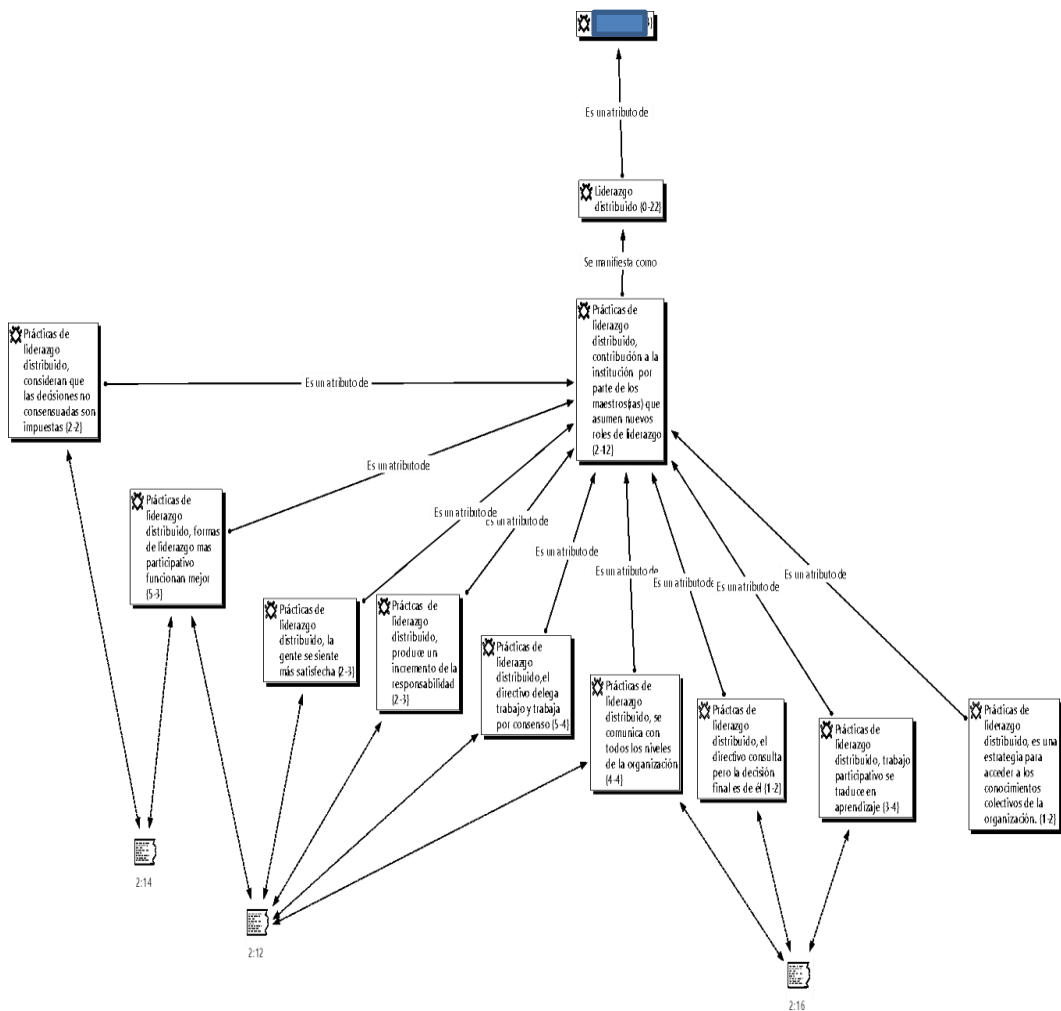 Es un atributo de
Liderazgo
distribuido {0-22}
Se manifiesta como
Prácticas de
liderazgo
distribuido,
contribución a la
institución por
parte de los
maestros(ras) que
asumen nuevos
roles de liderazgo
{2-12}
Prácticas de
liderazgo
distribuido,
consideran que
las decisiones no
consensuadas son
impuestas {2-2}
Es un atributo de
Es un atributo de
Prácticas de
liderazgo
distribuido, formas
de liderazgo mas
participativo
funcionan mejor
{5-3}
Es un atributo de
Es un atributo de
Es un atributo de
Es un atributo de
Es un atributo de
Es un atributo de
Es un atributo de
Prácticas de
liderazgo
distribuido, la
gente se siente
más satisfecha {2-3}
Práctcas de
liderazgo
distribuido,
produce un
incremento de la
responsabilidad
{2-3}
Prácticas de
liderazgo
distribuido,el
directivo delega
trabajo y trabaja
por consenso {5-4}
Prácticas de
liderazgo
distribuido, se
comunica con
todos los niveles
de la organización
{4-4}
Prácticas de
liderazgo
distribuido, el
directivo consulta
pero la decisión
final es de él {1-2}
Prácticas de
liderazgo
distribuido, trabajo
participativo se
traduce en
aprendizaje {3-4}
Prácticas de
liderazgo
distribuido, es una
estrategia para
acceder a los
conocimientos
colectivos de la
organización. {1-2}
2:14
2:12
2:16